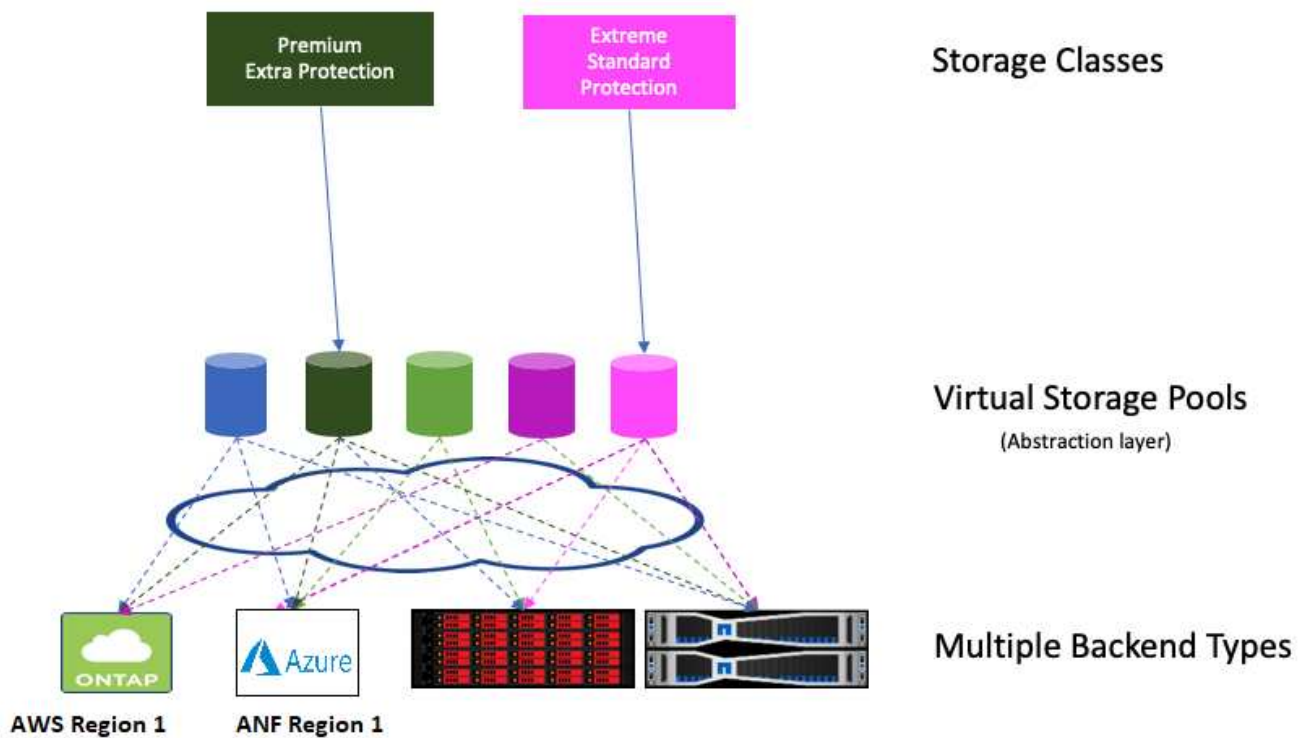 Premium
Extra Protection
Extreme
Standard
Protection
Storage Classes
Virtual Storage Pools
(Abstraction layer)
ONTAP
Azure
Multiple Backend Types
AWS Region 1
ANF Region 1